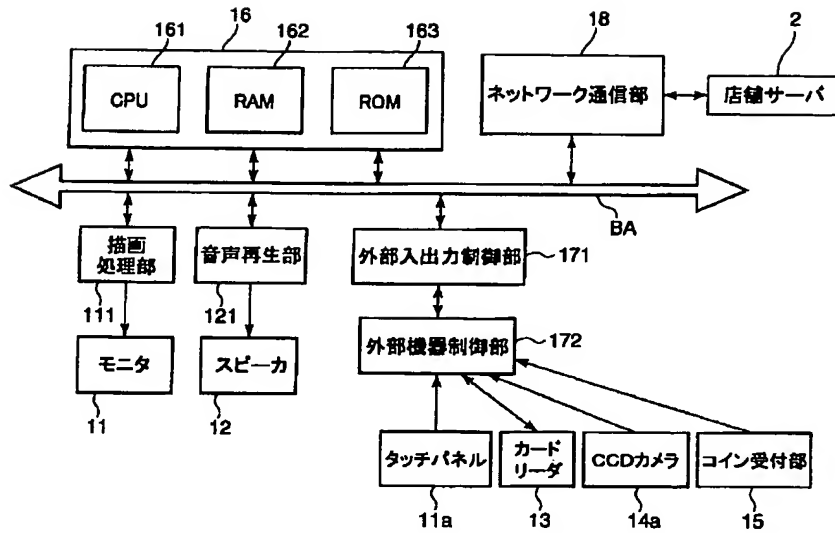 16
161
162
163
18
2
CPU
RAM
ROM
ネットワーク通信部
店舗サーバ
BA
描画
処理部
音声再生部
外部入出力制御部
171
111
121
外部機器制御部
172
モニタ
スピーカ
11
12
タッチパネル
カード
リーダ
CCDカメラ
コイン受付部
11a
13
14a
15